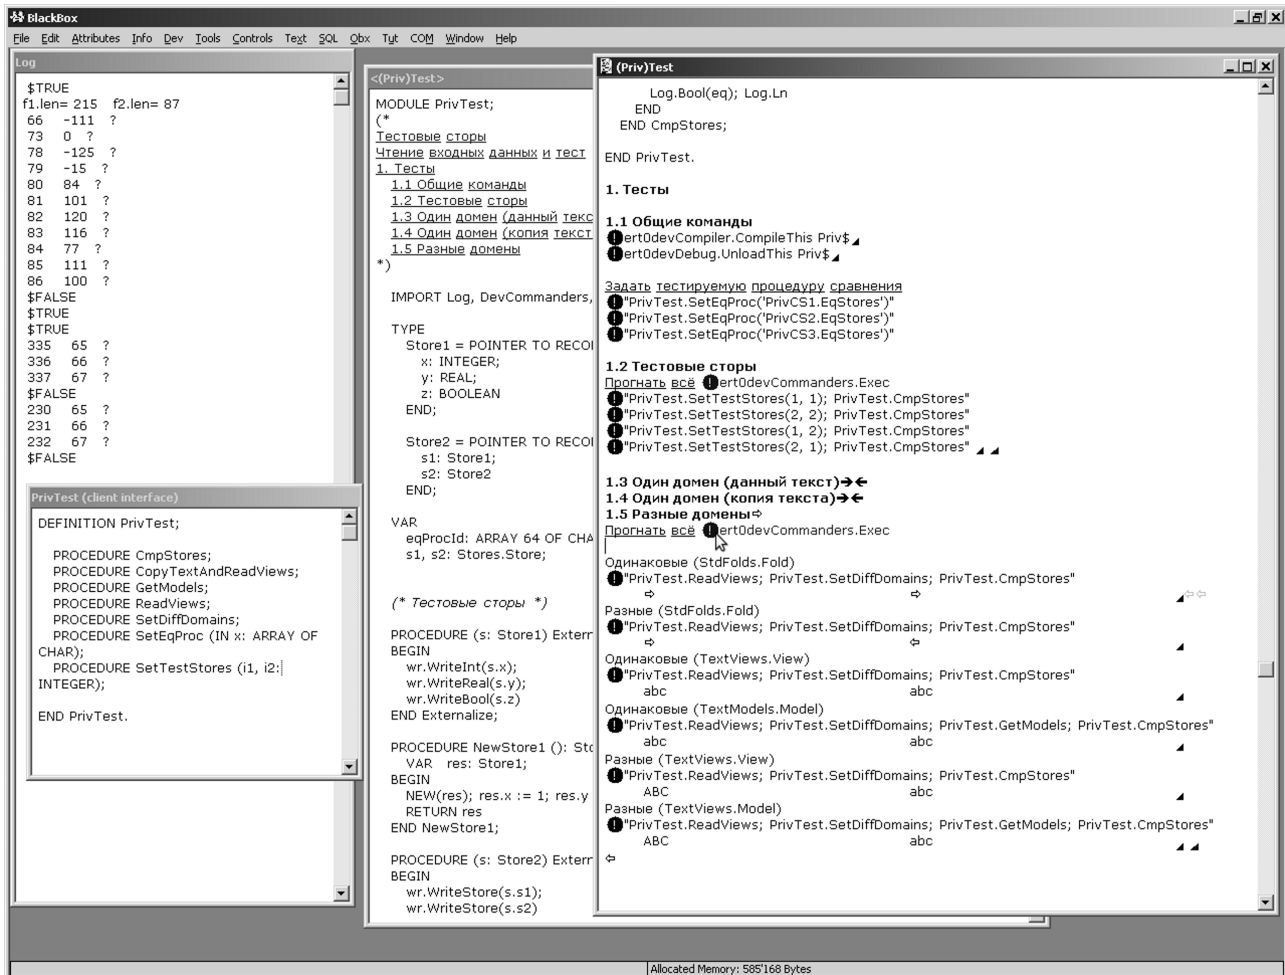 BlackBox
File Edit Attributes Info Dev Tools Controls Text SQL Obx Tyt COM Window Help
Log
$TRUE
f1.len= 215 f2.len= 87
66 -111 ?
73 0 ?
78 -125 ?
79 -15 ?
80 84 ?
81 101 ?
82 120 ?
83 116 ?
84 77 ?
85 111 ?
86 100 ?
$FALSE
$TRUE
$TRUE
335 65 ?
336 66 ?
337 67 ?
$FALSE
230 65 ?
231 66 ?
232 67 ?
$FALSE
PrivTest (client interface)
DEFINITION PrivTest;
PROCEDURE CmpStores;
PROCEDURE CopyTextAndReadViews;
PROCEDURE GetModels;
PROCEDURE ReadViews;
PROCEDURE SetDiffDomains;
PROCEDURE SetEqProc (IN x: ARRAY OF
CHAR);
PROCEDURE SetTestStores (i1, i2:
INTEGER);
END PrivTest.
<(Priv)Test>
MODULE PrivTest;
(*
Тестовые сторы
Чтение входных данных и тест
1. Тесты
1.1 Общие команды
1.2 Тестовые сторы
1.3 Один домен (данный текс
1.4 Один домен (копия текст
1.5 Разные домены
*)
IMPORT Log, DevCommanders,
TYPE
Store1 = POINTER TO RECO
x: INTEGER;
y: REAL;
z: BOOLEAN
END;
Store2 = POINTER TO RECO
s1: Store1;
s2: Store2
END;
VAR
eqProcId: ARRAY 64 OF CHA
s1, s2: Stores.Store;
(* Тестовые сторы *)
PROCEDURE (s: Store1) Extern
BEGIN
wr.WriteInt(s.x);
wr.WriteReal(s.y);
wr.WriteBool(s.z)
END Externalize;
PROCEDURE NewStore1 (): Sto
VAR res: Store1;
BEGIN
NEW(res); res.x := 1; res.y
RETURN res
END NewStore1;
PROCEDURE (s: Store2) Extern
BEGIN
wr.WriteStore(s.s1);
wr.WriteStore(s.s2)
(Priv)Test
Log.Bool(eq); Log.Ln
END
END CmpStores;
END PrivTest.
1. Тесты
1.1 Общие команды
!ert0devCompiler.CompileThis Priv$
!ert0devDebug.UnloadThis Priv$
Задать тестируемую процедуру сравнения
!"PrivTest.SetEqProc('PrivCS1.EqStores')"
!"PrivTest.SetEqProc('PrivCS2.EqStores')"
!"PrivTest.SetEqProc('PrivCS3.EqStores')"
1.2 Тестовые сторы
Прогнать всё !ert0devCommanders.Exec
!"PrivTest.SetTestStores(1, 1); PrivTest.CmpStores"
!"PrivTest.SetTestStores(2, 2); PrivTest.CmpStores"
!"PrivTest.SetTestStores(1, 2); PrivTest.CmpStores"
!"PrivTest.SetTestStores(2, 1); PrivTest.CmpStores"
1.3 Один домен (данный текст)➔←
1.4 Один домен (копия текста)➔←
1.5 Разные домены⇨
Прогнать всё !ert0devCommanders.Exec
Одинаковые (StdFolds.Fold)
!"PrivTest.ReadViews; PrivTest.SetDiffDomains; PrivTest.CmpStores"
⇨ ⇨ ⇦⇦
Разные (StdFolds.Fold)
!"PrivTest.ReadViews; PrivTest.SetDiffDomains; PrivTest.CmpStores"
⇨ ⇦
Одинаковые (TextViews.View)
!"PrivTest.ReadViews; PrivTest.SetDiffDomains; PrivTest.CmpStores"
abc abc
Одинаковые (TextModels.Model)
!"PrivTest.ReadViews; PrivTest.SetDiffDomains; PrivTest.GetModels; PrivTest.CmpStores"
abc abc
Разные (TextViews.View)
!"PrivTest.ReadViews; PrivTest.SetDiffDomains; PrivTest.CmpStores"
ABC abc
Разные (TextViews.Model)
!"PrivTest.ReadViews; PrivTest.SetDiffDomains; PrivTest.GetModels; PrivTest.CmpStores"
ABC abc
⇦
Allocated Memory: 585'168 Bytes